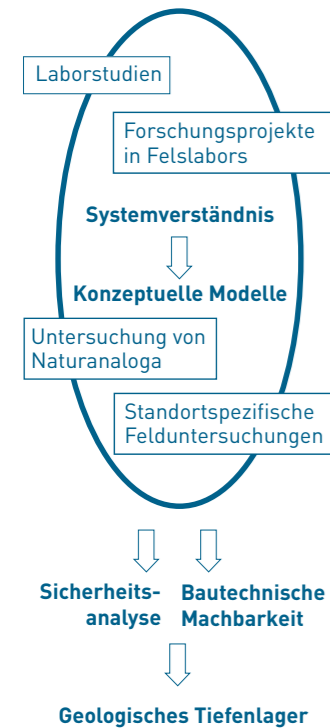 Laborstudien
Forschungsprojekte
in Felslabors
Systemverständnis
Konzeptuelle Modelle
Untersuchung von
Naturanaloga
Standortspezifische
Felduntersuchungen
Sicherheits-
analyse
Bautechnische
Machbarkeit
Geologisches Tiefenlager